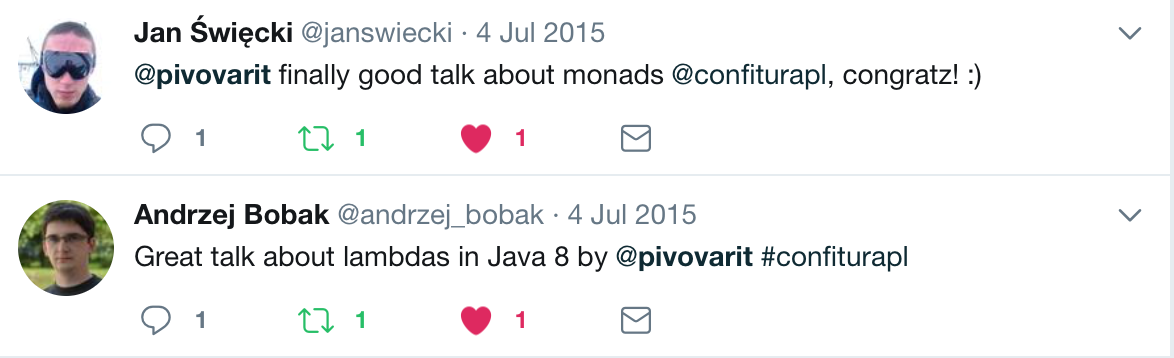 Jan Święcki @janswiecki · 4 Jul 2015
@pivovarit finally good talk about monads @confiturapl, congratz! :)
1 1 1
Andrzej Bobak @andrzej_bobak · 4 Jul 2015
Great talk about lambdas in Java 8 by @pivovarit #confiturapl
1 1 1